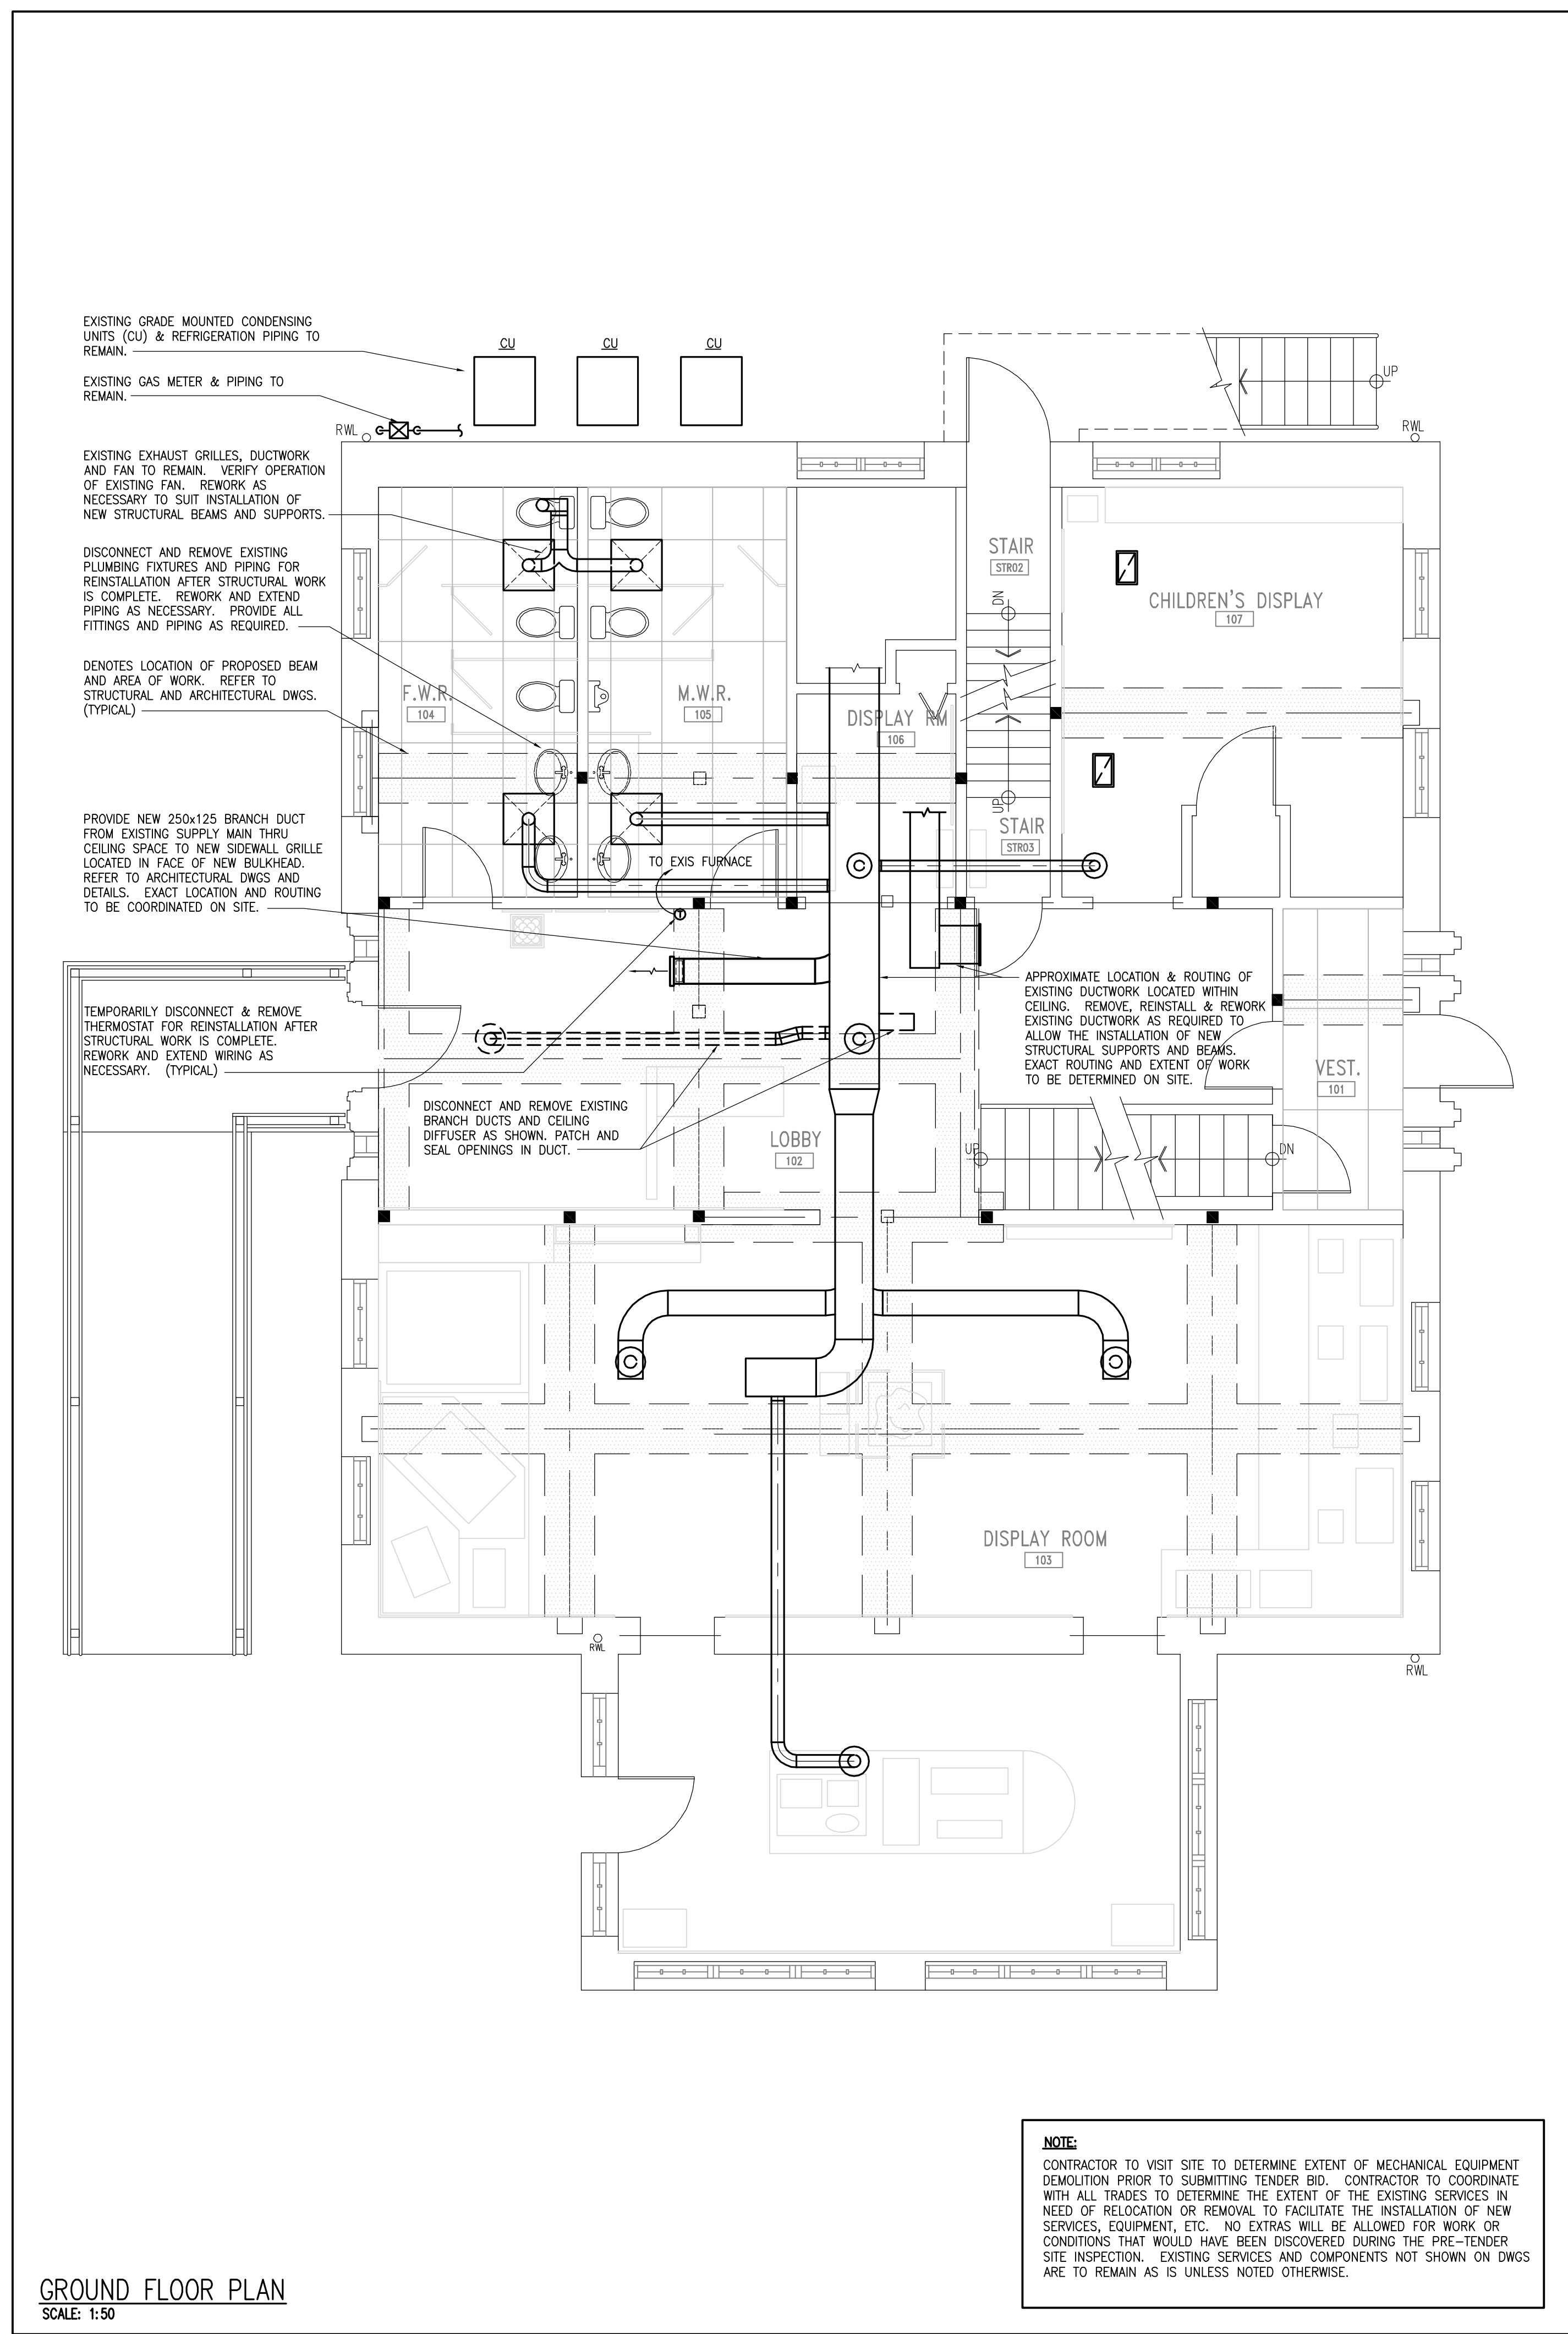 EXISTING GRADE MOUNTED CONDENSING
UNITS (CU) & REFRIGERATION PIPING TO
REMAIN.
CU
CU
CU
EXISTING GAS METER & PIPING TO
REMAIN.
UP
RWL
RWL
EXISTING EXHAUST GRILLES, DUCTWORK
AND FAN TO REMAIN. VERIFY OPERATION
OF EXISTING FAN. REWORK AS
NECESSARY TO SUIT INSTALLATION OF
NEW STRUCTURAL BEAMS AND SUPPORTS.
DISCONNECT AND REMOVE EXISTING
PLUMBING FIXTURES AND PIPING FOR
REINSTALLATION AFTER STRUCTURAL WORK
IS COMPLETE. REWORK AND EXTEND
PIPING AS NECESSARY. PROVIDE ALL
FITTINGS AND PIPING AS REQUIRED.
STAIR
STR02
DN
CHILDREN'S DISPLAY
107
DENOTES LOCATION OF PROPOSED BEAM
AND AREA OF WORK. REFER TO
STRUCTURAL AND ARCHITECTURAL DWGS.
(TYPICAL)
F.W.R.
104
M.W.R.
105
DISPLAY RM
106
UP
STAIR
STR03
PROVIDE NEW 250x125 BRANCH DUCT
FROM EXISTING SUPPLY MAIN THRU
CEILING SPACE TO NEW SIDEWALL GRILLE
LOCATED IN FACE OF NEW BULKHEAD.
REFER TO ARCHITECTURAL DWGS AND
DETAILS. EXACT LOCATION AND ROUTING
TO BE COORDINATED ON SITE.
TO EXIS FURNACE
T
APPROXIMATE LOCATION & ROUTING OF
EXISTING DUCTWORK LOCATED WITHIN
CEILING. REMOVE, REINSTALL & REWORK
EXISTING DUCTWORK AS REQUIRED TO
ALLOW THE INSTALLATION OF NEW
STRUCTURAL SUPPORTS AND BEAMS.
EXACT ROUTING AND EXTENT OF WORK
TO BE DETERMINED ON SITE.
TEMPORARILY DISCONNECT & REMOVE
THERMOSTAT FOR REINSTALLATION AFTER
STRUCTURAL WORK IS COMPLETE.
REWORK AND EXTEND WIRING AS
NECESSARY. (TYPICAL)
VEST.
101
DISCONNECT AND REMOVE EXISTING
BRANCH DUCTS AND CEILING
DIFFUSER AS SHOWN. PATCH AND
SEAL OPENINGS IN DUCT.
LOBBY
102
UP
DN
DISPLAY ROOM
103
RWL
RWL
NOTE:
CONTRACTOR TO VISIT SITE TO DETERMINE EXTENT OF MECHANICAL EQUIPMENT
DEMOLITION PRIOR TO SUBMITTING TENDER BID. CONTRACTOR TO COORDINATE
WITH ALL TRADES TO DETERMINE THE EXTENT OF THE EXISTING SERVICES IN
NEED OF RELOCATION OR REMOVAL TO FACILITATE THE INSTALLATION OF NEW
SERVICES, EQUIPMENT, ETC. NO EXTRAS WILL BE ALLOWED FOR WORK OR
CONDITIONS THAT WOULD HAVE BEEN DISCOVERED DURING THE PRE-TENDER
SITE INSPECTION. EXISTING SERVICES AND COMPONENTS NOT SHOWN ON DWGS
ARE TO REMAIN AS IS UNLESS NOTED OTHERWISE.
GROUND FLOOR PLAN
SCALE: 1:50